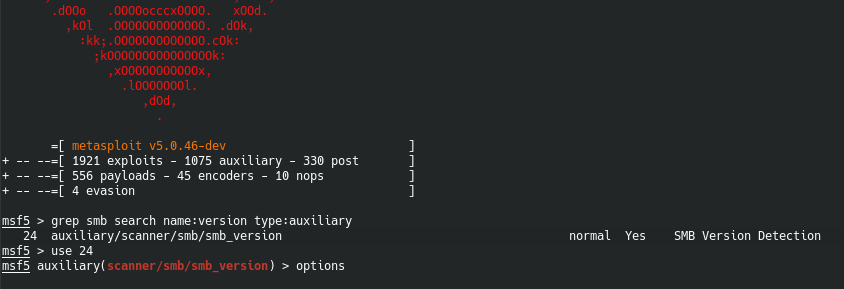 .dOOo   .OOOOocccxOOOO.   xOOd.
,kOl  .OOOOOOOOOOOOO. .dOk,
:kk;.OOOOOOOOOOOOO.cOk:
;kOOOOOOOOOOOOOOOk:
,xOOOOOOOOOOOx,
.lOOOOOOOl.
,dOd,
.
=[ metasploit v5.0.46-dev ]
+ -- --=[ 1921 exploits - 1075 auxiliary - 330 post ]
+ -- --=[ 556 payloads - 45 encoders - 10 nops ]
+ -- --=[ 4 evasion ]
msf5 > grep smb search name:version type:auxiliary
24  auxiliary/scanner/smb/smb_version normal  Yes    SMB Version Detection
msf5 > use 24
msf5 auxiliary(scanner/smb/smb_version) > options